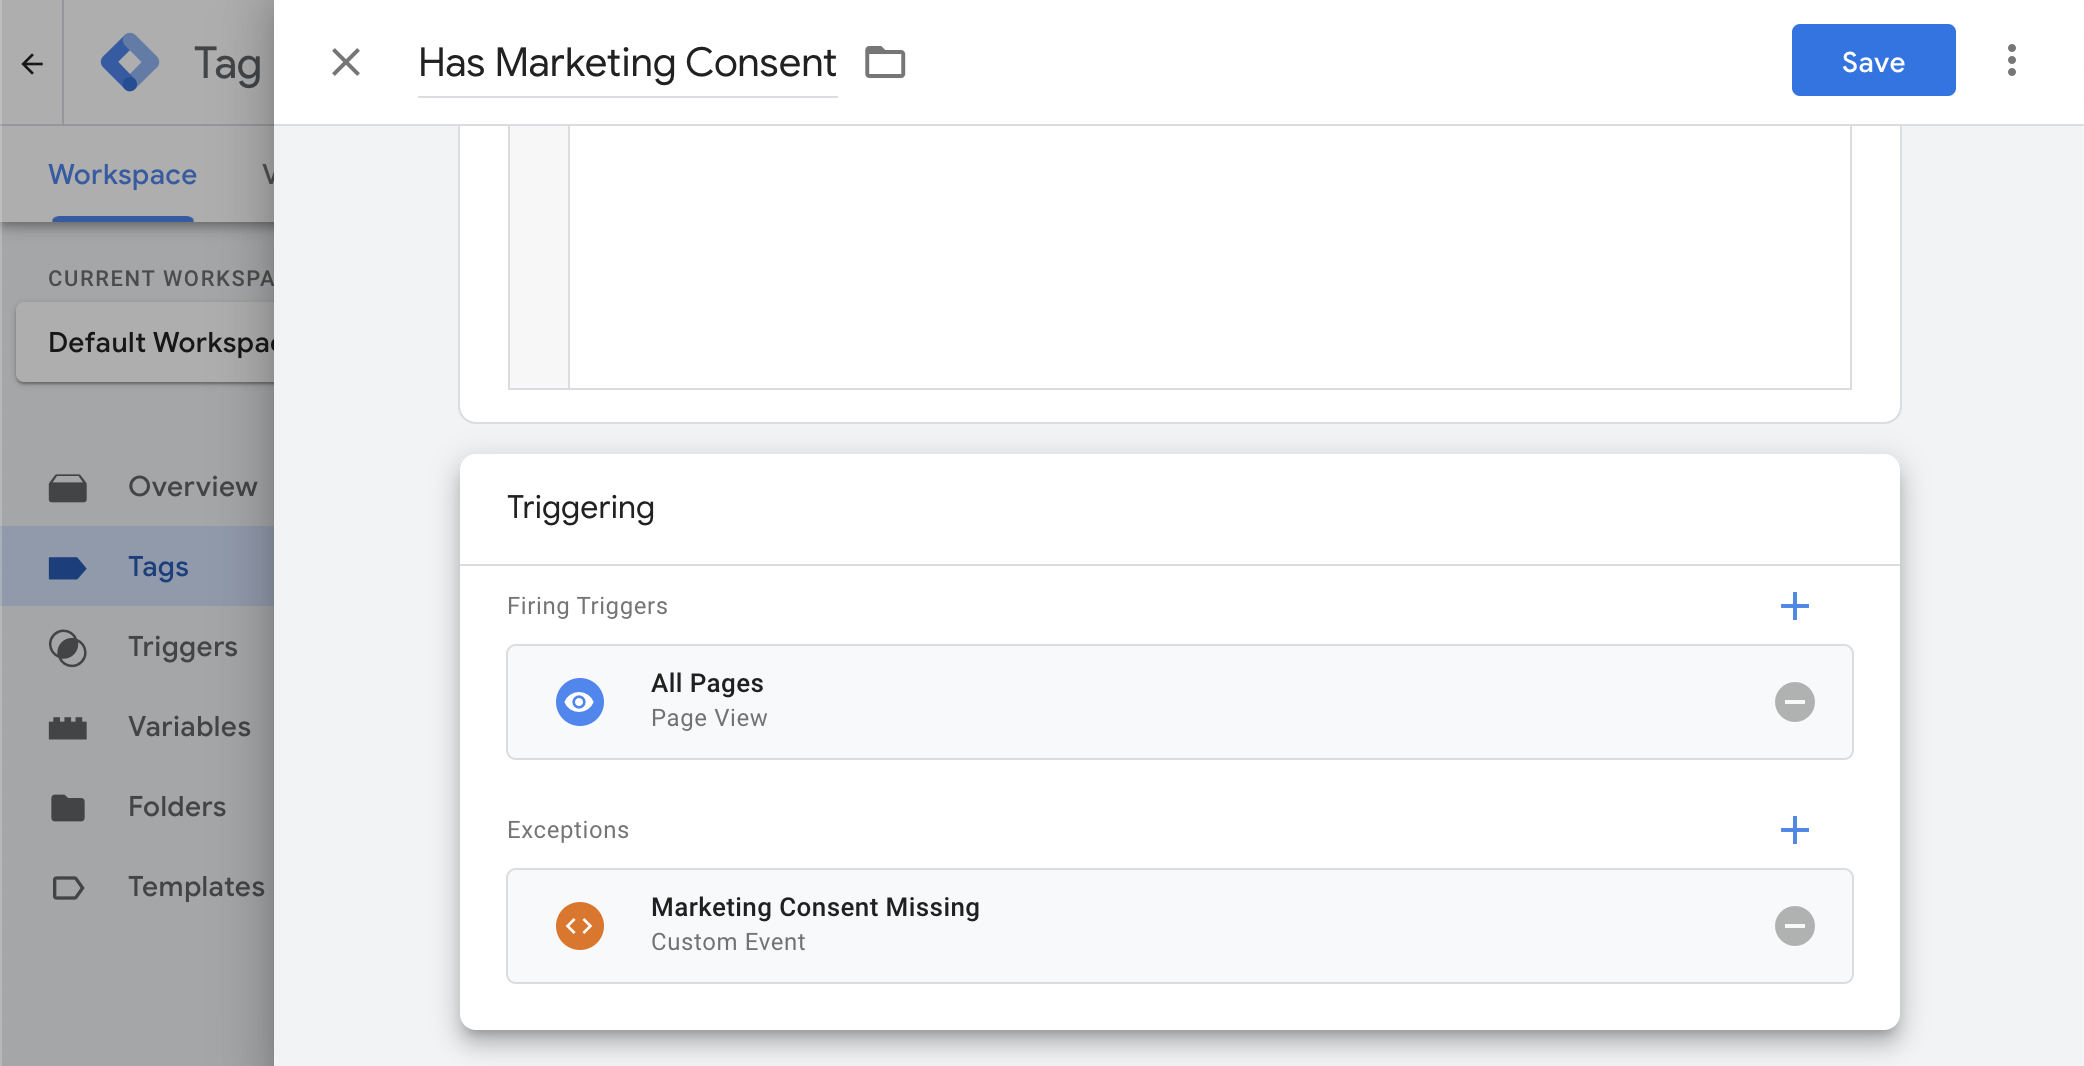 Tag
Has Marketing Consent
Save
Workspace
CURRENT WORKSPA
Default Workspac
Overview
Tags
Triggers
Variables
Folders
Templates
Triggering
Firing Triggers
All Pages
Page View
Exceptions
Marketing Consent Missing
Custom Event